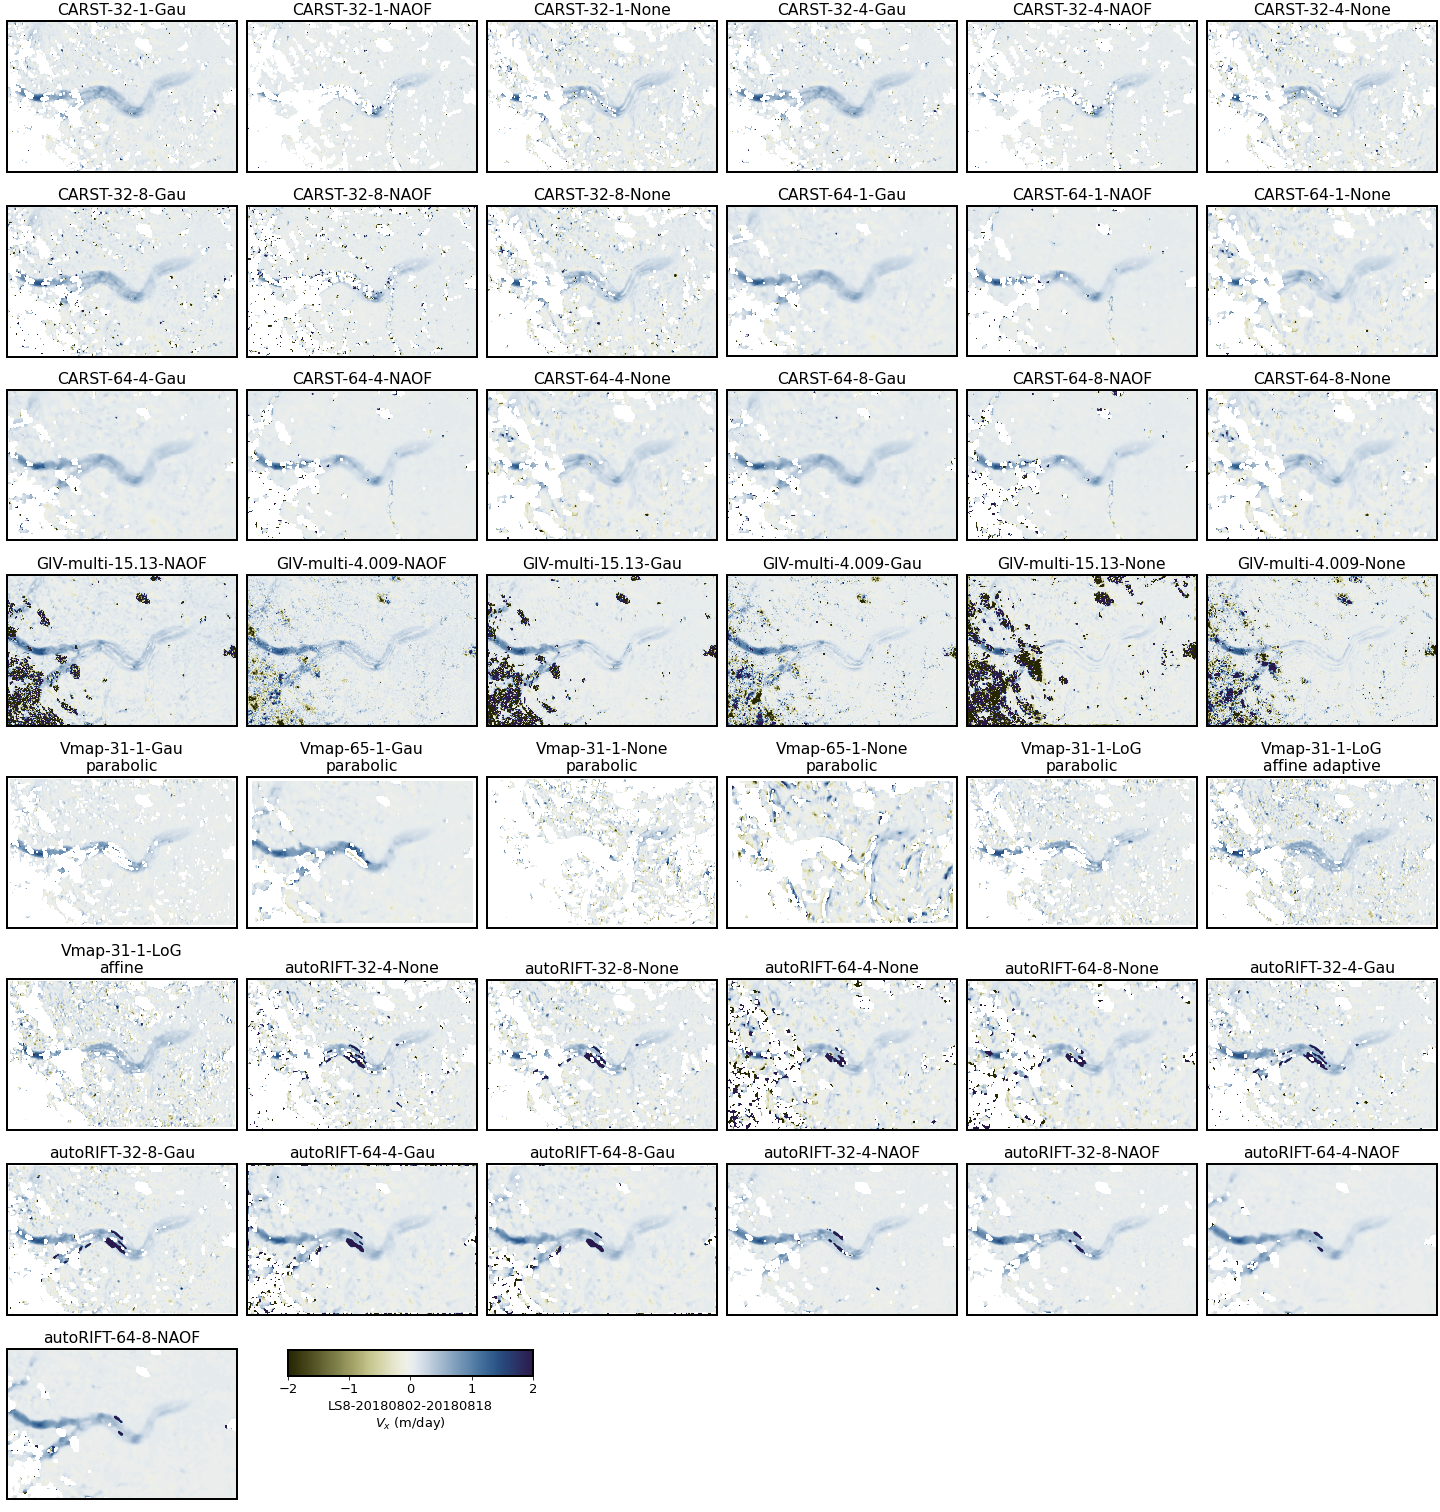 CARST-32-1-Gau
CARST-32-1-NAOF
CARST-32-1-None
CARST-32-4-Gau
CARST-32-4-NAOF
CARST-32-4-None
CARST-32-8-Gau
CARST-32-8-NAOF
CARST-32-8-None
CARST-64-1-Gau
CARST-64-1-NAOF
CARST-64-1-None
CARST-64-4-Gau
CARST-64-4-NAOF
CARST-64-4-None
CARST-64-8-Gau
CARST-64-8-NAOF
CARST-64-8-None
GIV-multi-15.13-NAOF
GIV-multi-4.009-NAOF
GIV-multi-15.13-Gau
GIV-multi-4.009-Gau
GIV-multi-15.13-None
GIV-multi-4.009-None
Vmap-31-1-Gau
parabolic
Vmap-65-1-Gau
parabolic
Vmap-31-1-None
parabolic
Vmap-65-1-None
parabolic
Vmap-31-1-LoG
parabolic
Vmap-31-1-LoG
affine adaptive
Vmap-31-1-LoG
affine
autoRIFT-32-4-None
autoRIFT-32-8-None
autoRIFT-64-4-None
autoRIFT-64-8-None
autoRIFT-32-4-Gau
autoRIFT-32-8-Gau
autoRIFT-64-4-Gau
autoRIFT-64-8-Gau
autoRIFT-32-4-NAOF
autoRIFT-32-8-NAOF
autoRIFT-64-4-NAOF
autoRIFT-64-8-NAOF
−2 −1 0 1 2
LS8-20180802-20180818
Vx (m/day)